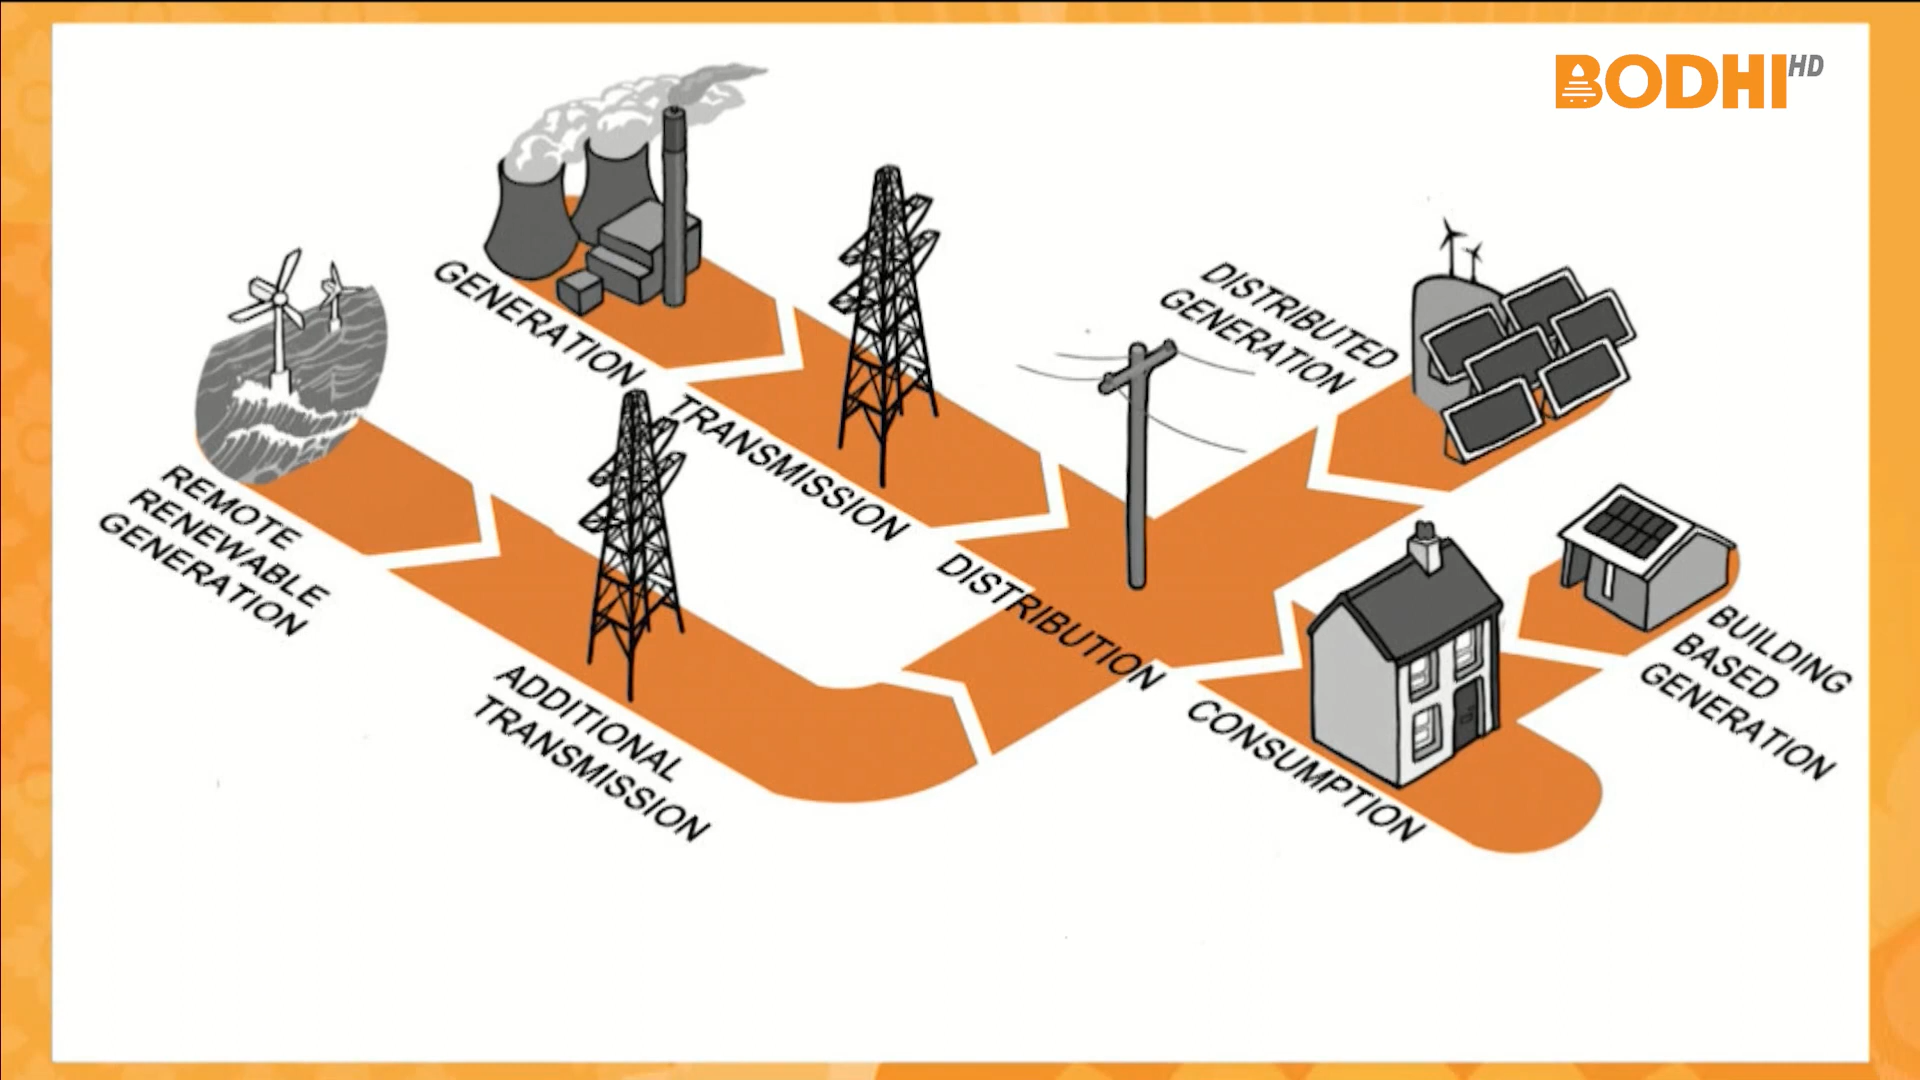 BODHI HD
GENERATION
TRANSMISSION
DISTRIBUTED
GENERATION
REMOTE
RENEWABLE
GENERATION
DISTRIBUTION
ADDITIONAL
TRANSMISSION
CONSUMPTION
BUILDING
BASED
GENERATION